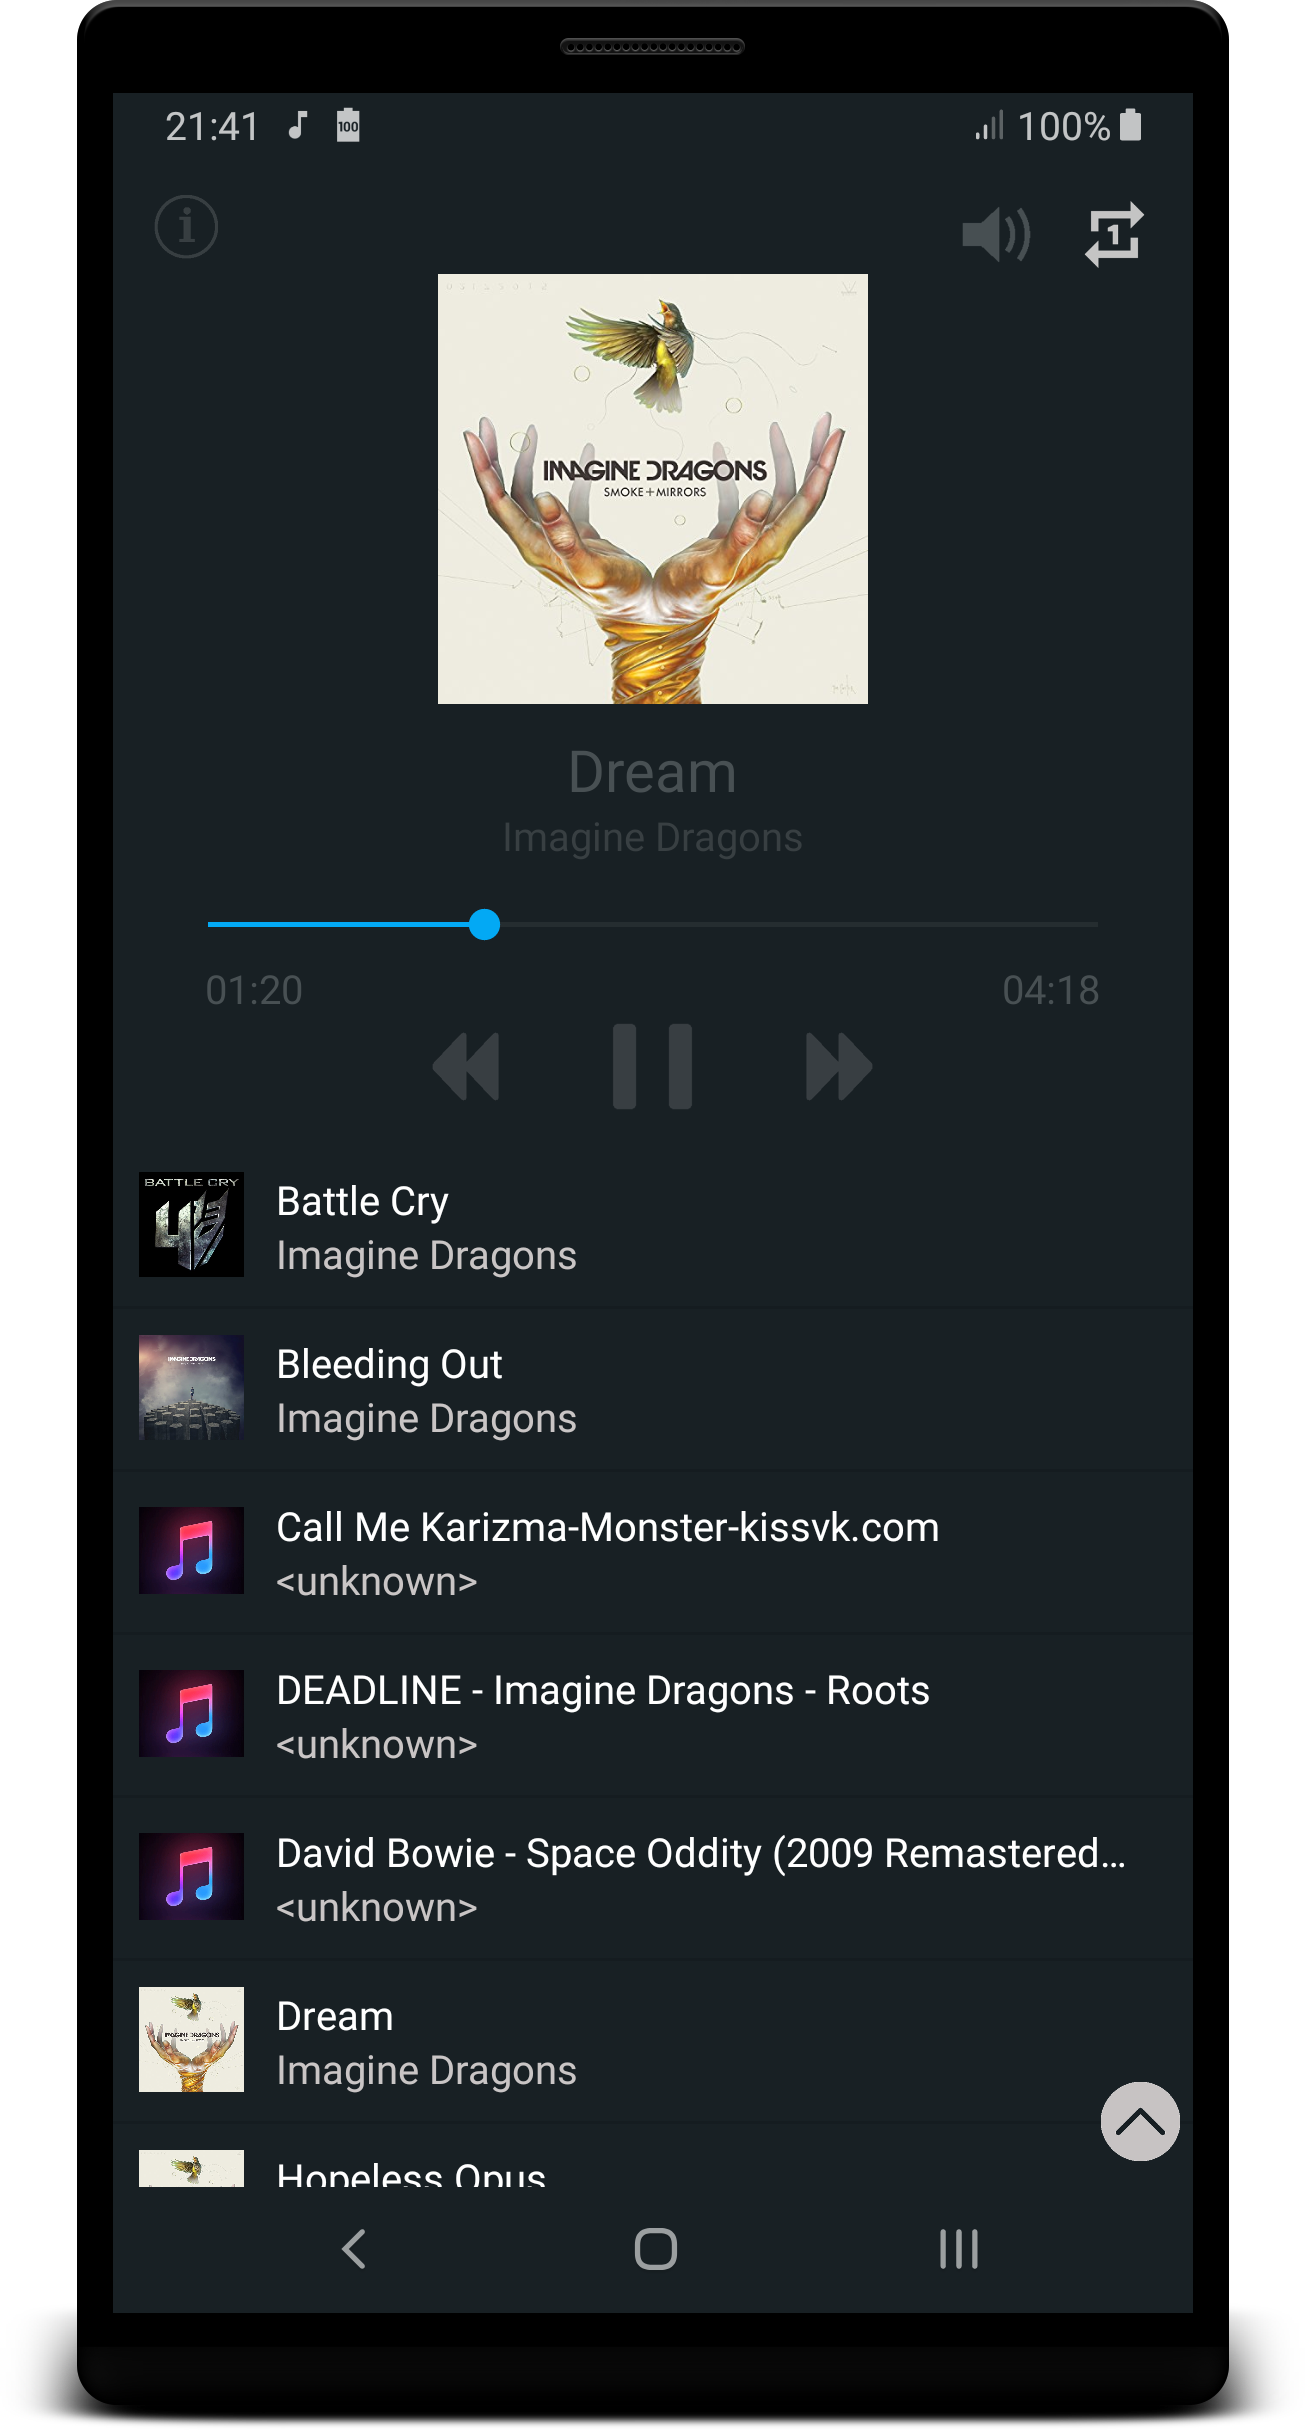 21:41
100
100%
i
1
IMAGINE DRAGONS
SMOKE+MIRRORS
Dream
Imagine Dragons
01:20
04:18
BATTLE CRY
4
Battle Cry
Imagine Dragons
IMAGINE DRAGONS
Bleeding Out
Imagine Dragons
Call Me Karizma-Monster-kissvk.com
<unknown>
DEADLINE - Imagine Dragons - Roots
<unknown>
David Bowie - Space Oddity (2009 Remastered...
<unknown>
IMAGINE DRAGONS
Dream
Imagine Dragons
Hopeless Opus